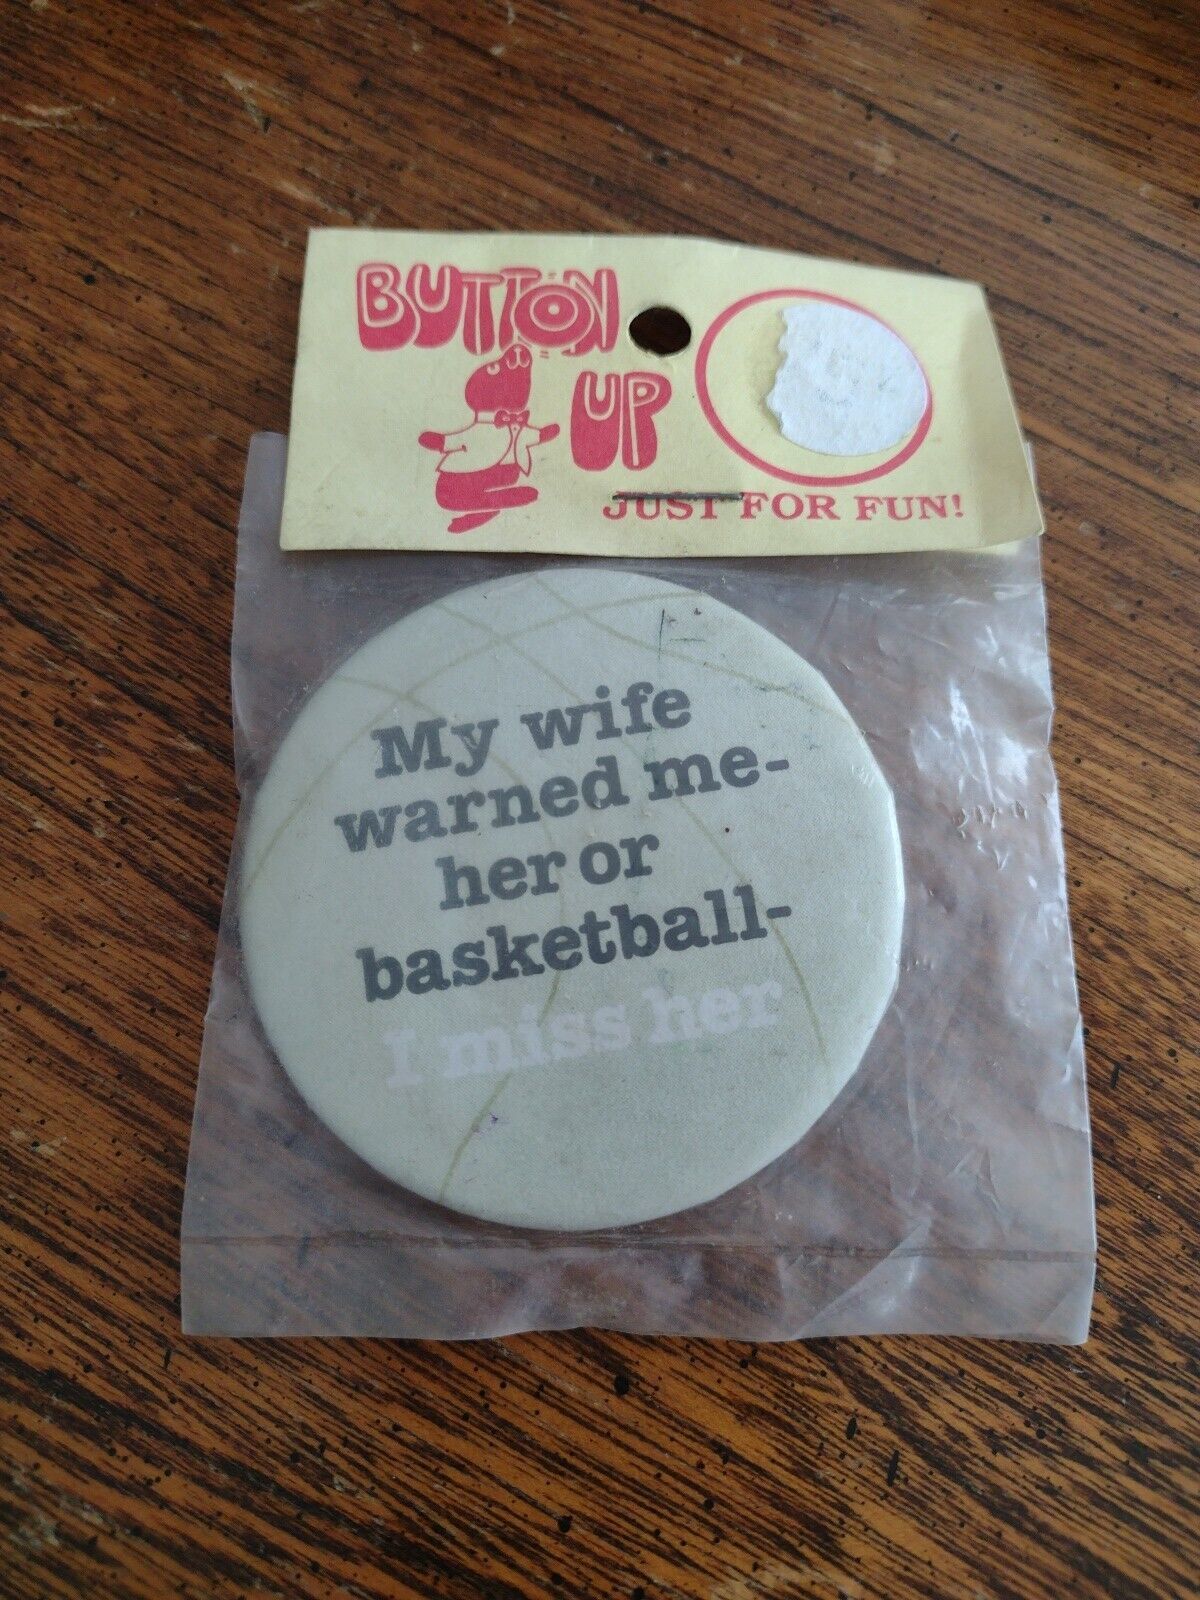 BUTTON
UP
JUST FOR FUN!
My wife
warned me-
her or
basketball-
I miss her